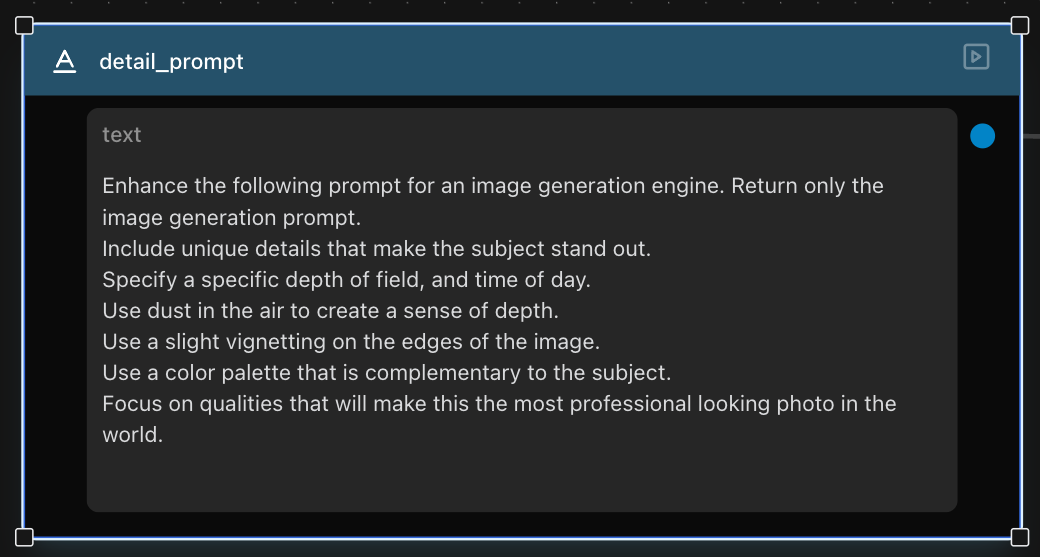 detail_prompt
text
Enhance the following prompt for an image generation engine. Return only the
image generation prompt.
Include unique details that make the subject stand out.
Specify a specific depth of field, and time of day.
Use dust in the air to create a sense of depth.
Use a slight vignetting on the edges of the image.
Use a color palette that is complementary to the subject.
Focus on qualities that will make this the most professional looking photo in the
world.